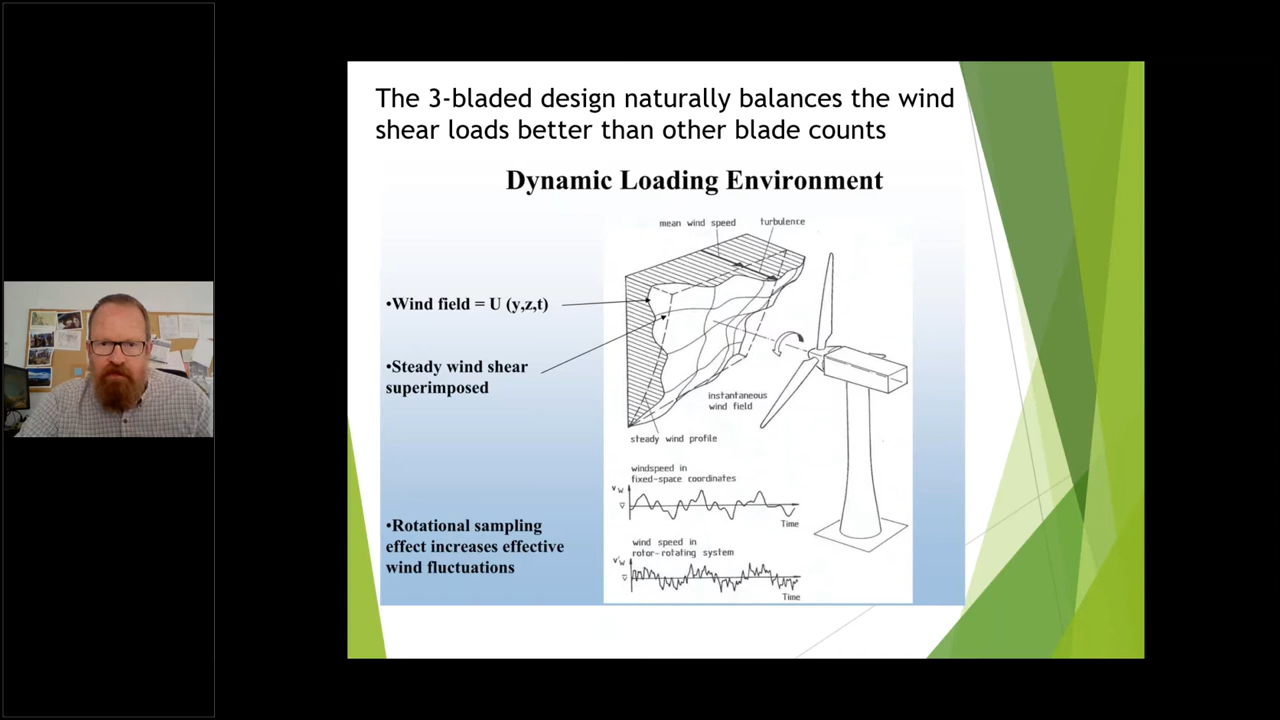 The 3-bladed design naturally balances the wind
shear loads better than other blade counts
Dynamic Loading Environment
mean wind speed
turbulence
•Wind field = U (y,z,t)
•Steady wind shear
superimposed
instantaneous
wind field
steady wind profile
windspeed in
fixed-space coordinates
vW
v̅
Time
•Rotational sampling
effect increases effective
wind fluctuations
wind speed in
rotor-rotating system
v'W
v̅
Time